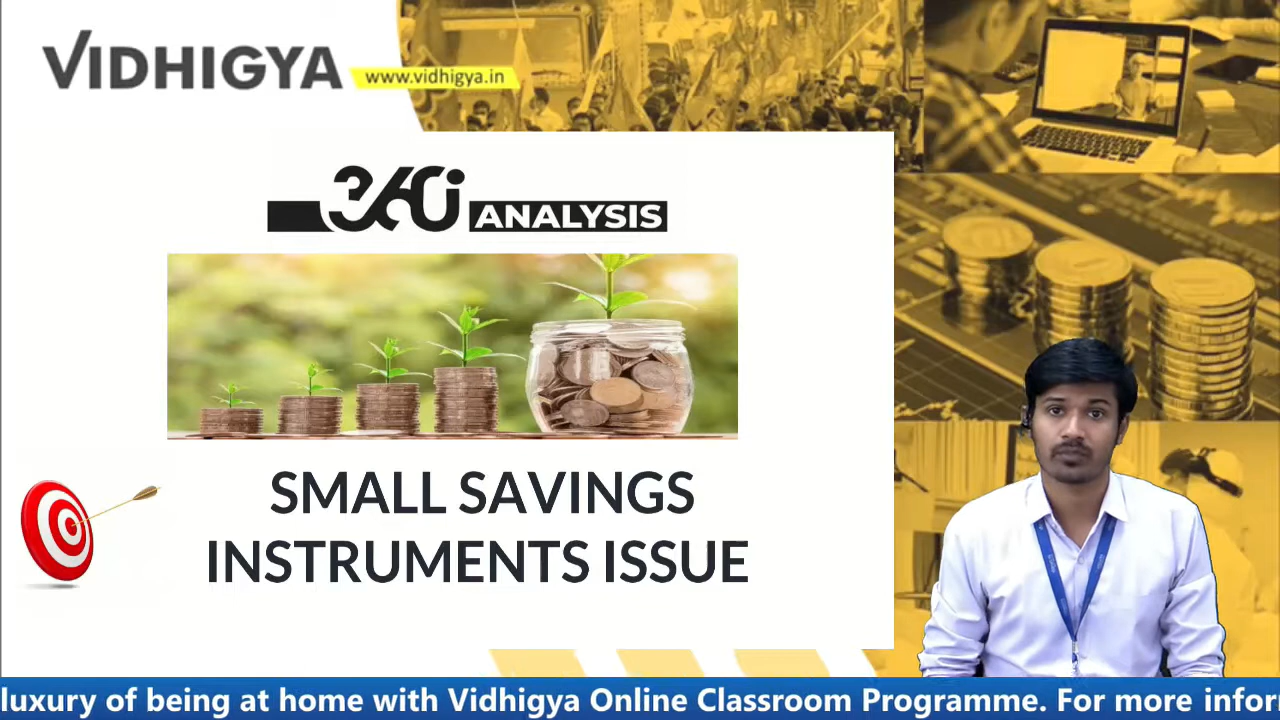 VIDHIGYA
www.vidhigya.in
360i ANALYSIS
SMALL SAVINGS
INSTRUMENTS ISSUE
luxury of being at home with Vidhigya Online Classroom Programme. For more infor